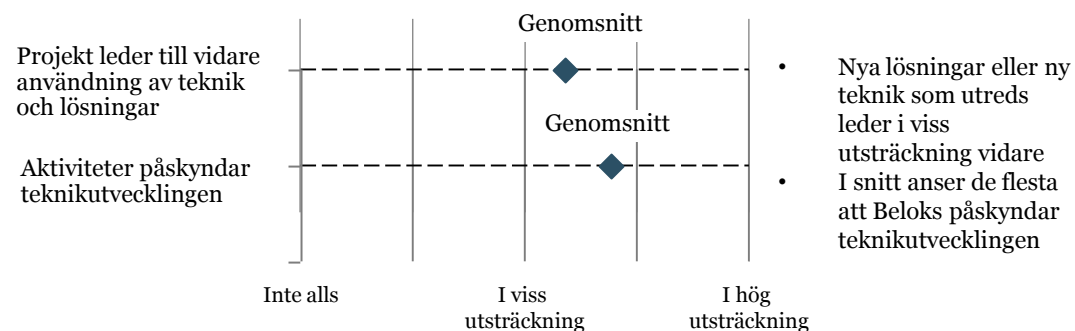 Genomsnitt
Projekt leder till vidare
användning av teknik
och lösningar
Genomsnitt
Aktiviteter påskyndar
teknikutvecklingen
• Nya lösningar eller ny
teknik som utreds
leder i viss
utsträckning vidare
• I snitt anser de flesta
att Beloks påskyndar
teknikutvecklingen
Inte alls
I viss
utsträckning
I hög
utsträckning